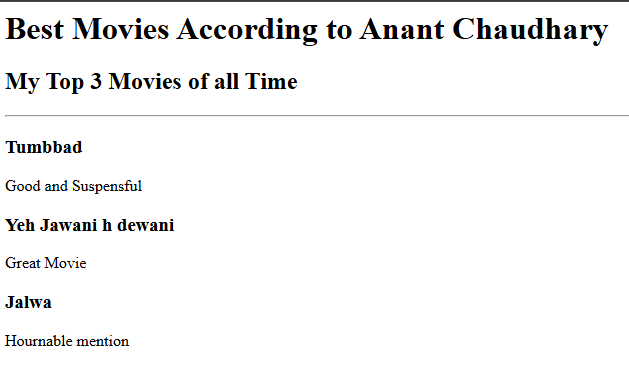 Best Movies According to Anant Chaudhary
My Top 3 Movies of all Time
Tumbbad
Good and Suspensful
Yeh Jawani h dewani
Great Movie
Jalwa
Hournable mention